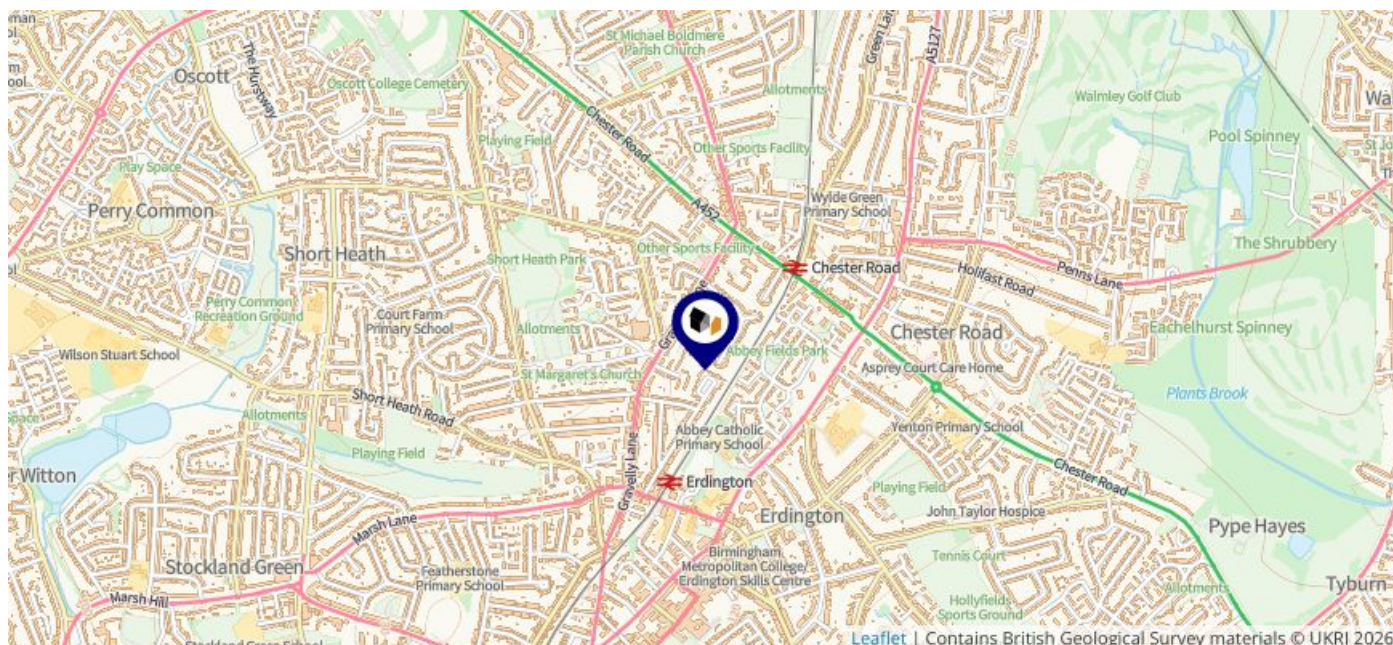 St Michael Boldmere
Parish Church
Oscott
The Hurstway
Oscott College Cemetery
Green Lan
A5127
Allotments
Walmley Golf Club
Wa
Pool Spinney
Chester Road
Playing Field
Other Sports Facility
Play Space
Perry Common
A452
Wylde Green
Primary School
Short Heath
Short Heath Park
Other Sports Facility
Chester Road
Penns Lane
The Shrubbery
Holifast Road
Perry Common
Recreation Ground
Court Farm
Primary School
Allotments
Chester Road
Eachelhurst Spinney
Wilson Stuart School
Abbey Fields Park
St Margaret's Church
Asprey Court Care Home
Plants Brook
Short Heath Road
Allotments
Abbey Catholic
Primary School
Yenton Primary School
Playing Field
Gravelly Lane
Chester Road
er Witton
Erdington
Playing Field
John Taylor Hospice
Marsh Lane
Erdington
Pype Hayes
Stockland Green
Featherstone
Primary School
Birmingham
Metropolitan College/
Erdington Skills Centre
Tennis Court
Allotments
Tyburn
Marsh Hill
Hollyfields
Sports Ground
Stockland Green School
Leaflet | Contains British Geological Survey materials © UKRI 2026